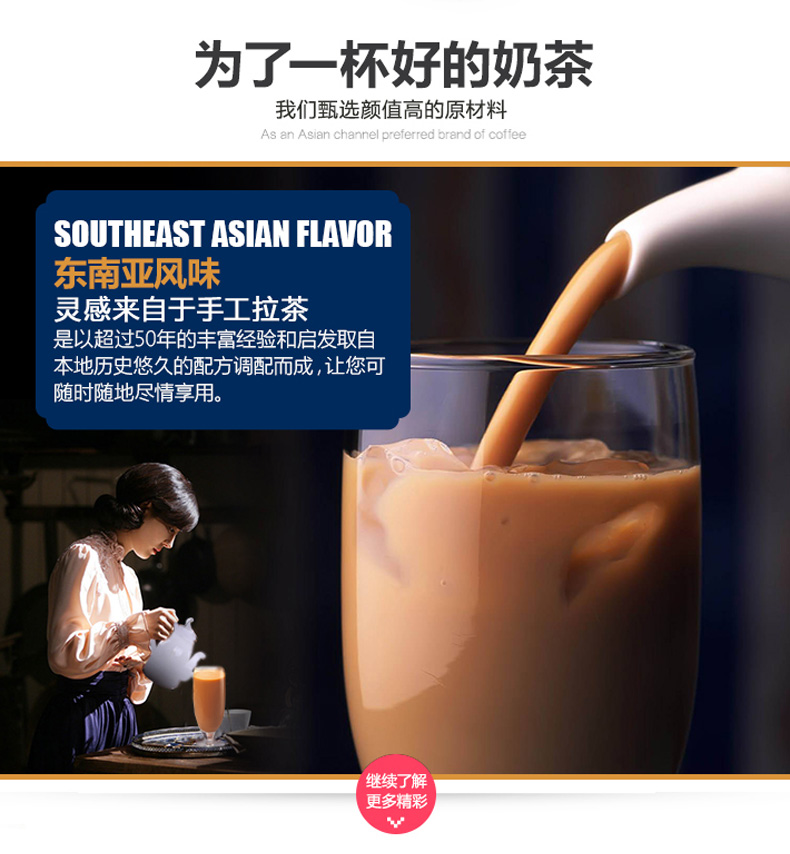 为了一杯好的奶茶
我们甄选颜值高的原材料
As an Asian channel preferred brand of coffee
SOUTHEAST ASIAN FLAVOR
东南亚风味
灵感来自于手工拉茶
是以超过50年的丰富经验和启发取自
本地历史悠久的配方调配而成,让您可
随时随地尽情享用。
继续了解
更多精彩